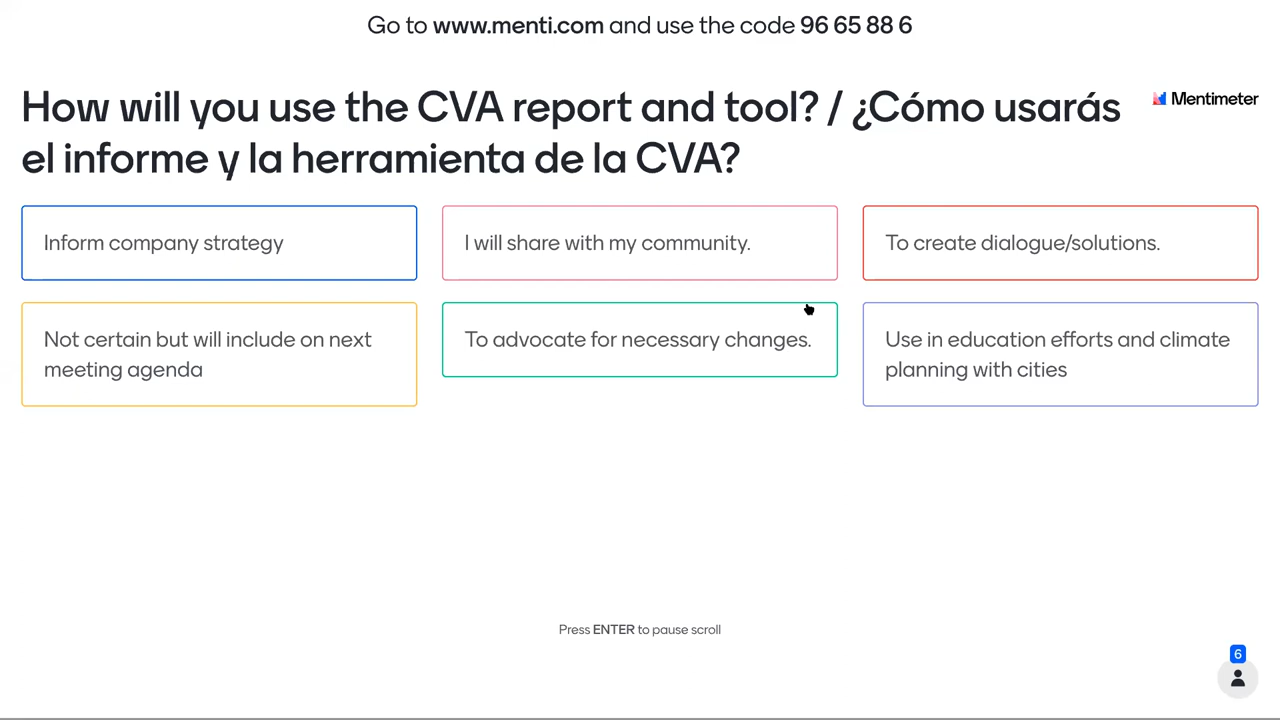 Go to www.menti.com and use the code 96 65 88 6
How will you use the CVA report and tool? / ¿Cómo usarás
el informe y la herramienta de la CVA?
Mentimeter
Inform company strategy
I will share with my community.
To create dialogue/solutions.
Not certain but will include on next
meeting agenda
To advocate for necessary changes.
Use in education efforts and climate
planning with cities
Press ENTER to pause scroll
6